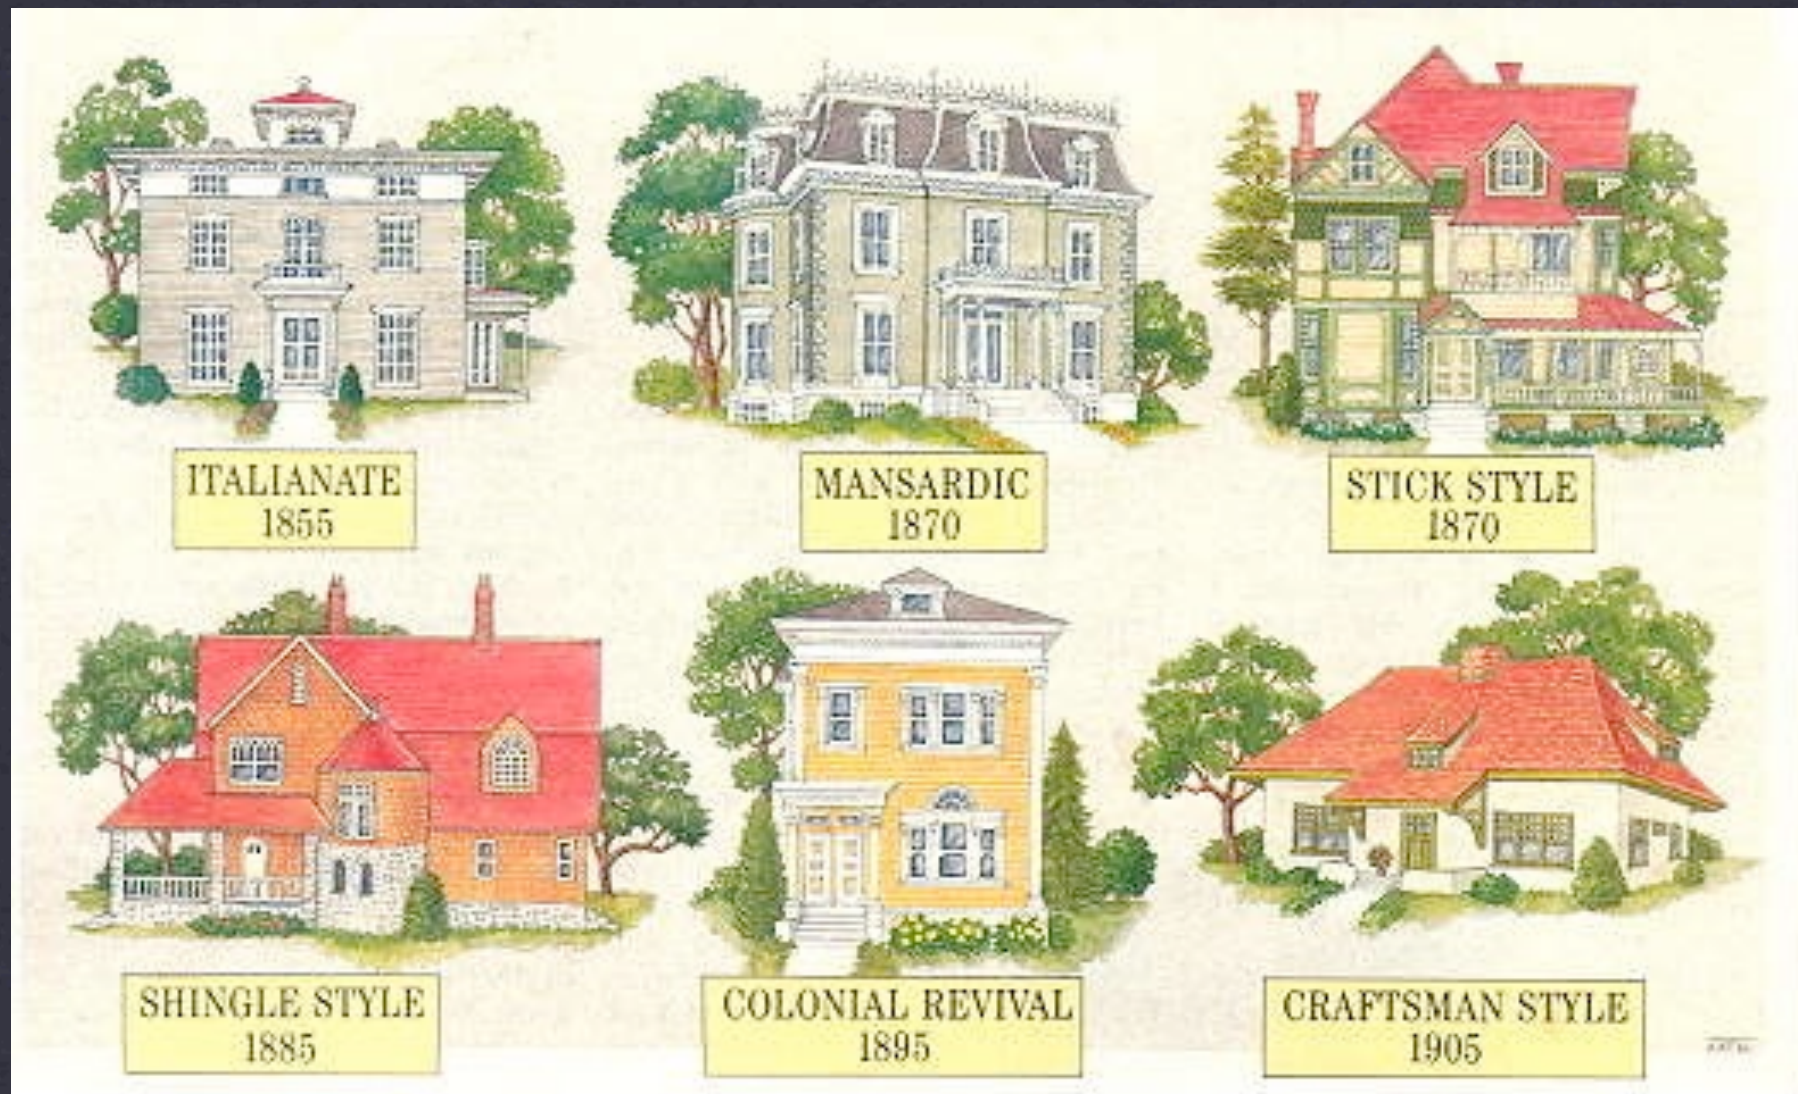 ITALIANATE
1855
MANSARDIC
1870
STICK STYLE
1870
SHINGLE STYLE
1885
COLONIAL REVIVAL
1895
CRAFTSMAN STYLE
1905